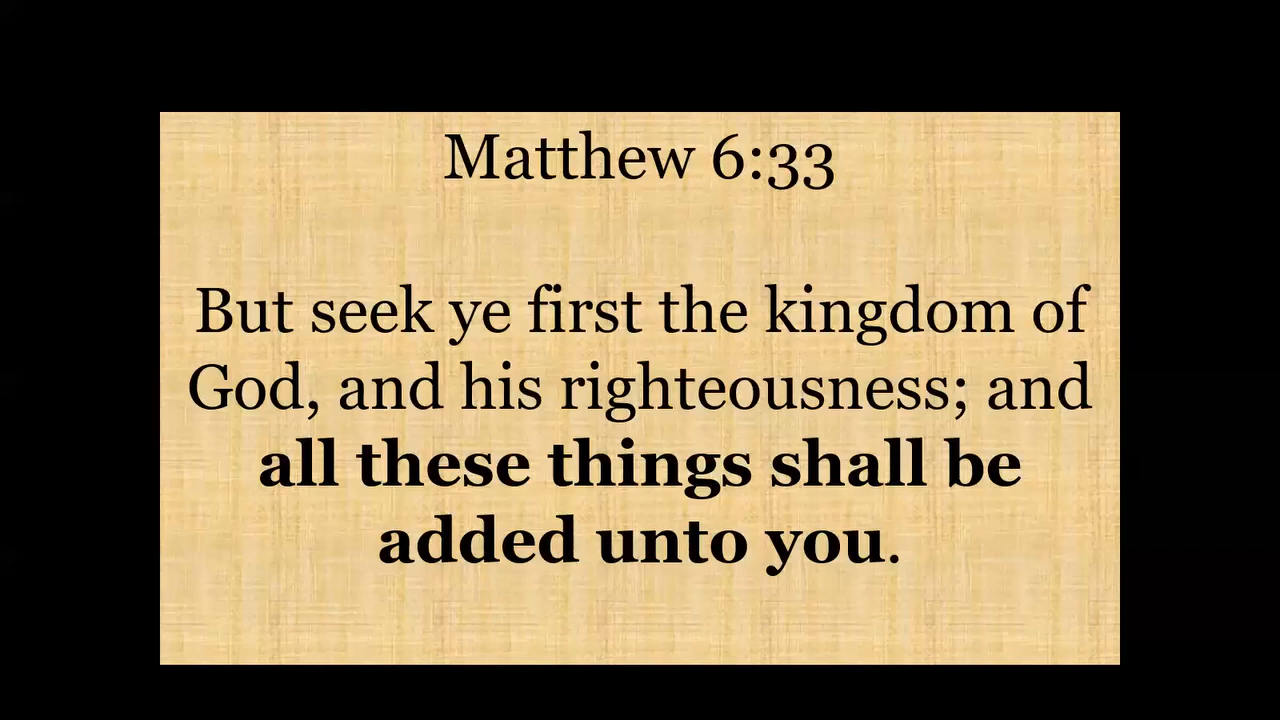 Matthew 6:33
But seek ye first the kingdom of
God, and his righteousness; and
all these things shall be
added unto you.